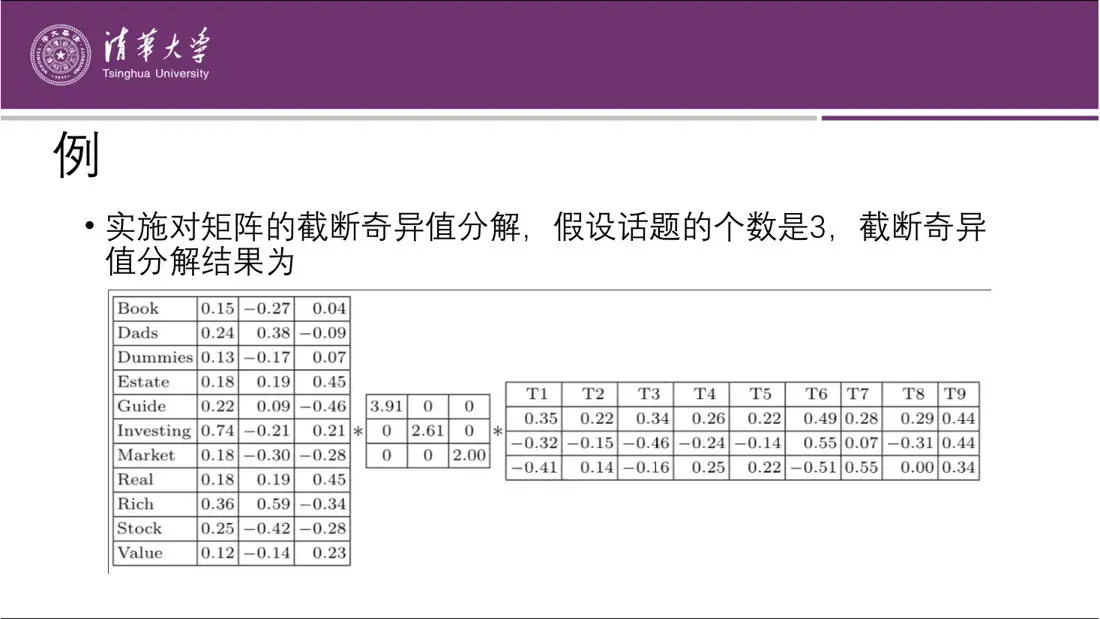 清华大学
Tsinghua University
例
• 实施对矩阵的截断奇异值分解，假设话题的个数是3，截断奇异
值分解结果为
Book 0.15 −0.27 0.04
Dads 0.24 0.38 −0.09
Dummies 0.13 −0.17 0.07
Estate 0.18 0.19 0.45
Guide 0.22 0.09 −0.46
Investing 0.74 −0.21 0.21
Market 0.18 −0.30 −0.28
Real 0.18 0.19 0.45
Rich 0.36 0.59 −0.34
Stock 0.25 −0.42 −0.28
Value 0.12 −0.14 0.23
*
3.91 0 0
0 2.61 0
0 0 2.00
*
T1 T2 T3 T4 T5 T6 T7 T8 T9
0.35 0.22 0.34 0.26 0.22 0.49 0.28 0.29 0.44
−0.32 −0.15 −0.46 −0.24 −0.14 0.55 0.07 −0.31 0.44
−0.41 0.14 −0.16 0.25 0.22 −0.51 0.55 0.00 0.34